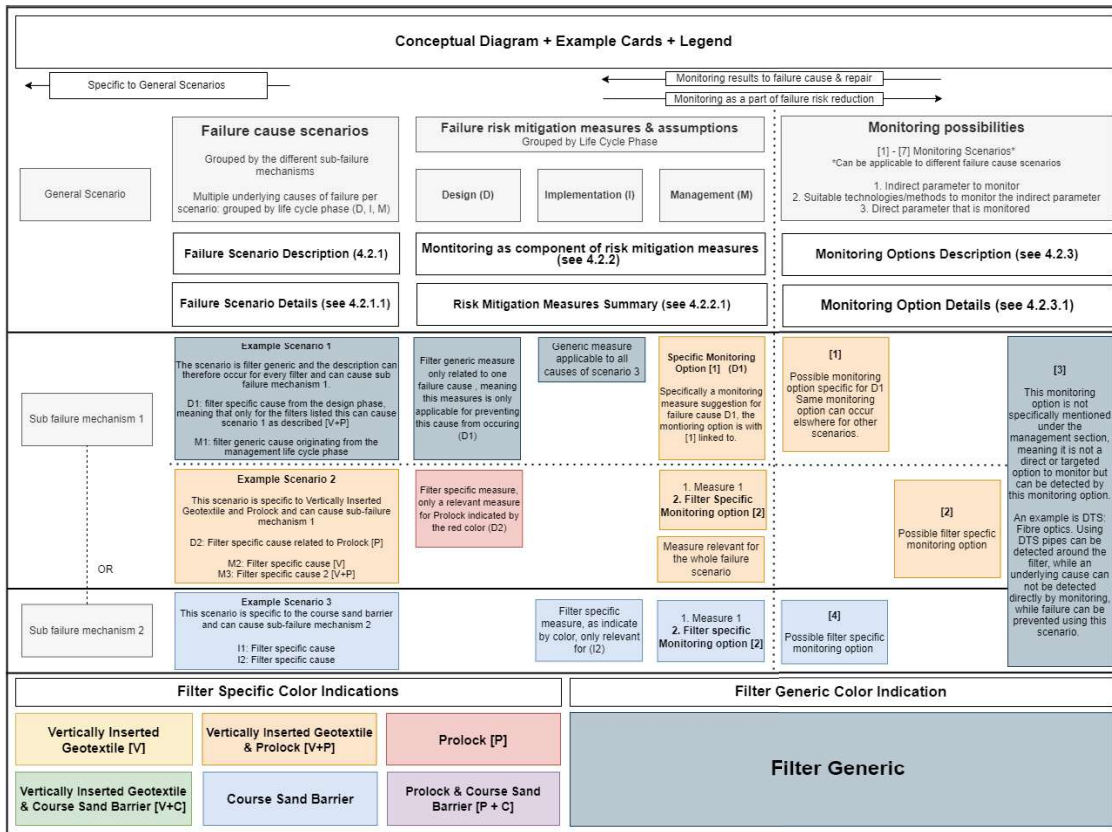 Conceptual Diagram + Example Cards + Legend
Specific to General Scenarios
Monitoring results to failure cause & repair
Monitoring as a part of failure risk reduction
General Scenario
Failure cause scenarios
Grouped by the different sub-failure
mechanisms
Multiple underlying causes of failure per
scenario: grouped by life cycle phase (D, I, M)
Failure risk mitigation measures & assumptions
Grouped by Life Cycle Phase
Design (D)
Implementation (I)
Management (M)
Monitoring possibilities
[1] - [7] Monitoring Scenarios*
*Can be applicable to different failure cause scenarios
1. Indirect parameter to monitor
2. Suitable technologies/methods to monitor the indirect parameter
3. Direct parameter that is monitored
Failure Scenario Description (4.2.1)
Montitoring as component of risk mitigation measures
(see 4.2.2)
Monitoring Options Description (see 4.2.3)
Failure Scenario Details (see 4.2.1.1)
Risk Mitigation Measures Summary (see 4.2.2.1)
Monitoring Option Details (see 4.2.3.1)
Sub failure mechanism 1
Example Scenario 1
The scenario is filter generic and the description can
therefore occur for every filter and can cause sub
failure mechanism 1.
D1: filter specific cause from the design phase,
meaning that only for the filters listed this can cause
scenario 1 as described [V+P]
M1: filter generic cause originating from the
management life cycle phase
Filter generic measure
only related to one
failure cause , meaning
this measures is only
applicable for preventing
this cause from occuring
(D1)
Generic measure
applicable to all
causes of scenario 3
Specific Monitoring
Option [1] (D1)
Specifically a monitoring
measure suggestion for
failure cause D1, the
montioring option is with
[1] linked to.
[1]
Possible monitoring
option specific for D1
Same monitoring
option can occur
elswhere for other
scenarios.
[3]
This monitoring
option is not
specifically mentioned
under the
management section,
meaning it is not a
direct or targeted
option to monitor but
can be detected by
this monitoring option.
An example is DTS:
Fibre optics. Using
DTS pipes can be
detected around the
filter, while an
underlying cause can
not be detected
directly by monitoring,
while failure can be
prevented using this
scenario.
Example Scenario 2
This scenario is specific to Vertically Inserted
Geotextile and Prolock and can cause sub-failure
mechanism 1
D2: Filter specific cause related to Prolock [P]
M2: Filter specific cause [V]
M3: Filter specific cause 2 [V+P]
Filter specific measure,
only a relevant measure
for Prolock indicated by
the red color (D2)
1. Measure 1
2. Filter Specific
Monitoring option [2]
Measure relevant for
the whole failure
scenario
[2]
Possible filter specfic
monitoring option
OR
Sub failure mechanism 2
Example Scenario 3
This scenario is specific to the course sand barrier
and can cause sub-failure mechanism 2
I1: Filter specific cause
I2: Filter specific cause
Filter specific
measure, as indicate
by color, only relevant
for (I2)
1. Measure 1
2. Filter specific
Monitoring option [2]
[4]
Possible filter specific
monitoring option
Filter Specific Color Indications
Filter Generic Color Indication
Vertically Inserted
Geotextile [V]
Vertically Inserted Geotextile
& Prolock [V+P]
Prolock [P]
Vertically Inserted Geotextile
& Course Sand Barrier [V+C]
Course Sand Barrier
Prolock & Course Sand
Barrier [P + C]
Filter Generic